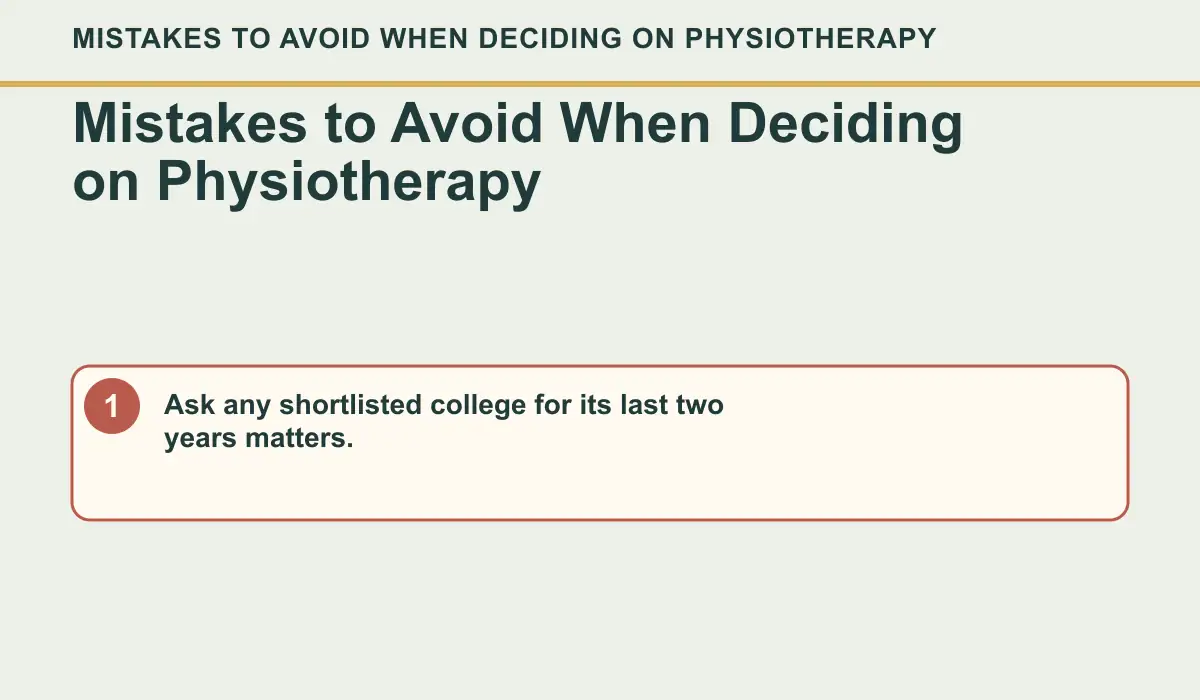 MISTAKES TO AVOID WHEN DECIDING ON PHYSIOTHERAPY
Mistakes to Avoid When Deciding
on Physiotherapy
1
Ask any shortlisted college for its last two
years matters.